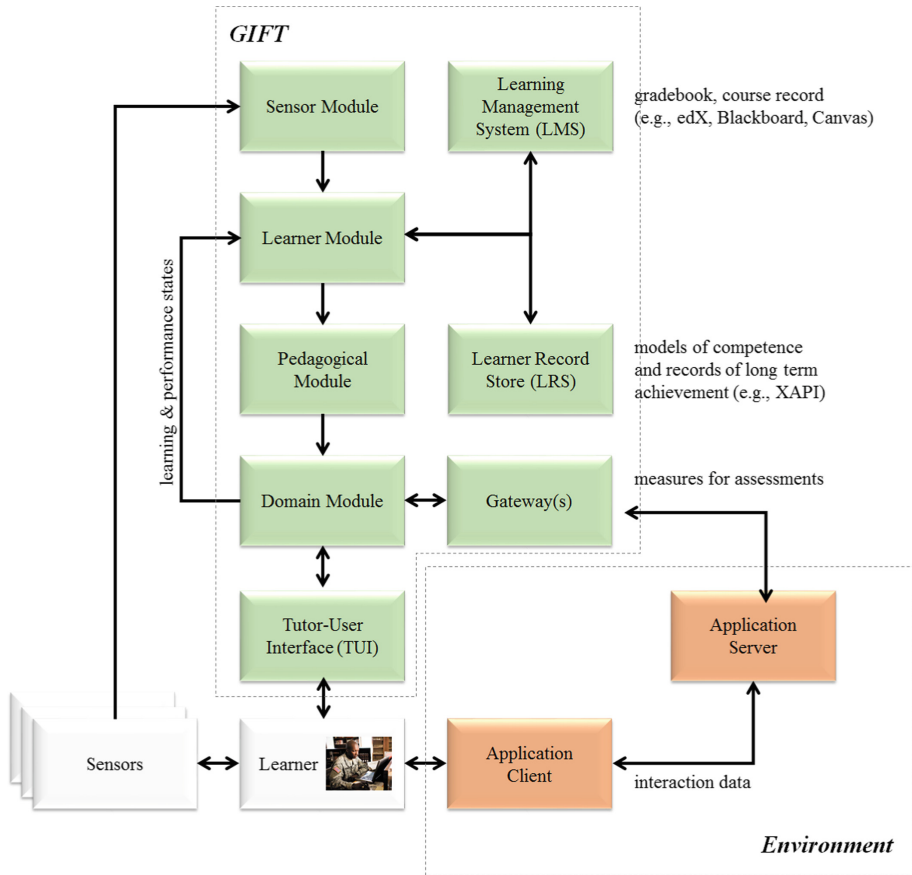 GIFT
Sensor Module
Learning
Management
System (LMS)
gradebook, course record
(e.g., edX, Blackboard, Canvas)
Learner Module
learning & performance states
Pedagogical
Module
Learner Record
Store (LRS)
models of competence
and records of long term
achievement (e.g., XAPI)
Domain Module
Gateway(s)
measures for assessments
Tutor-User
Interface (TUI)
Application
Server
Sensors
Learner
Application
Client
interaction data
Environment